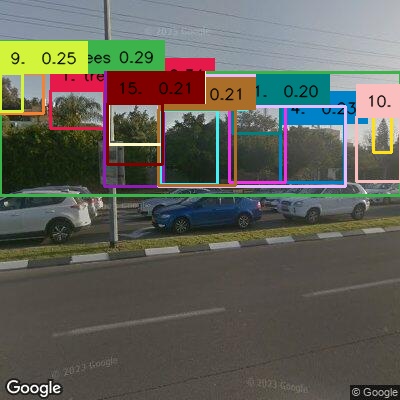 © 2023 Google
ees 0.29
9. 0.25
1. tre
15. 0.21
0.21
1. 0.20
4. 0.23
10.
© 2023 Google
© 2023 Google
Google
Google
© Google